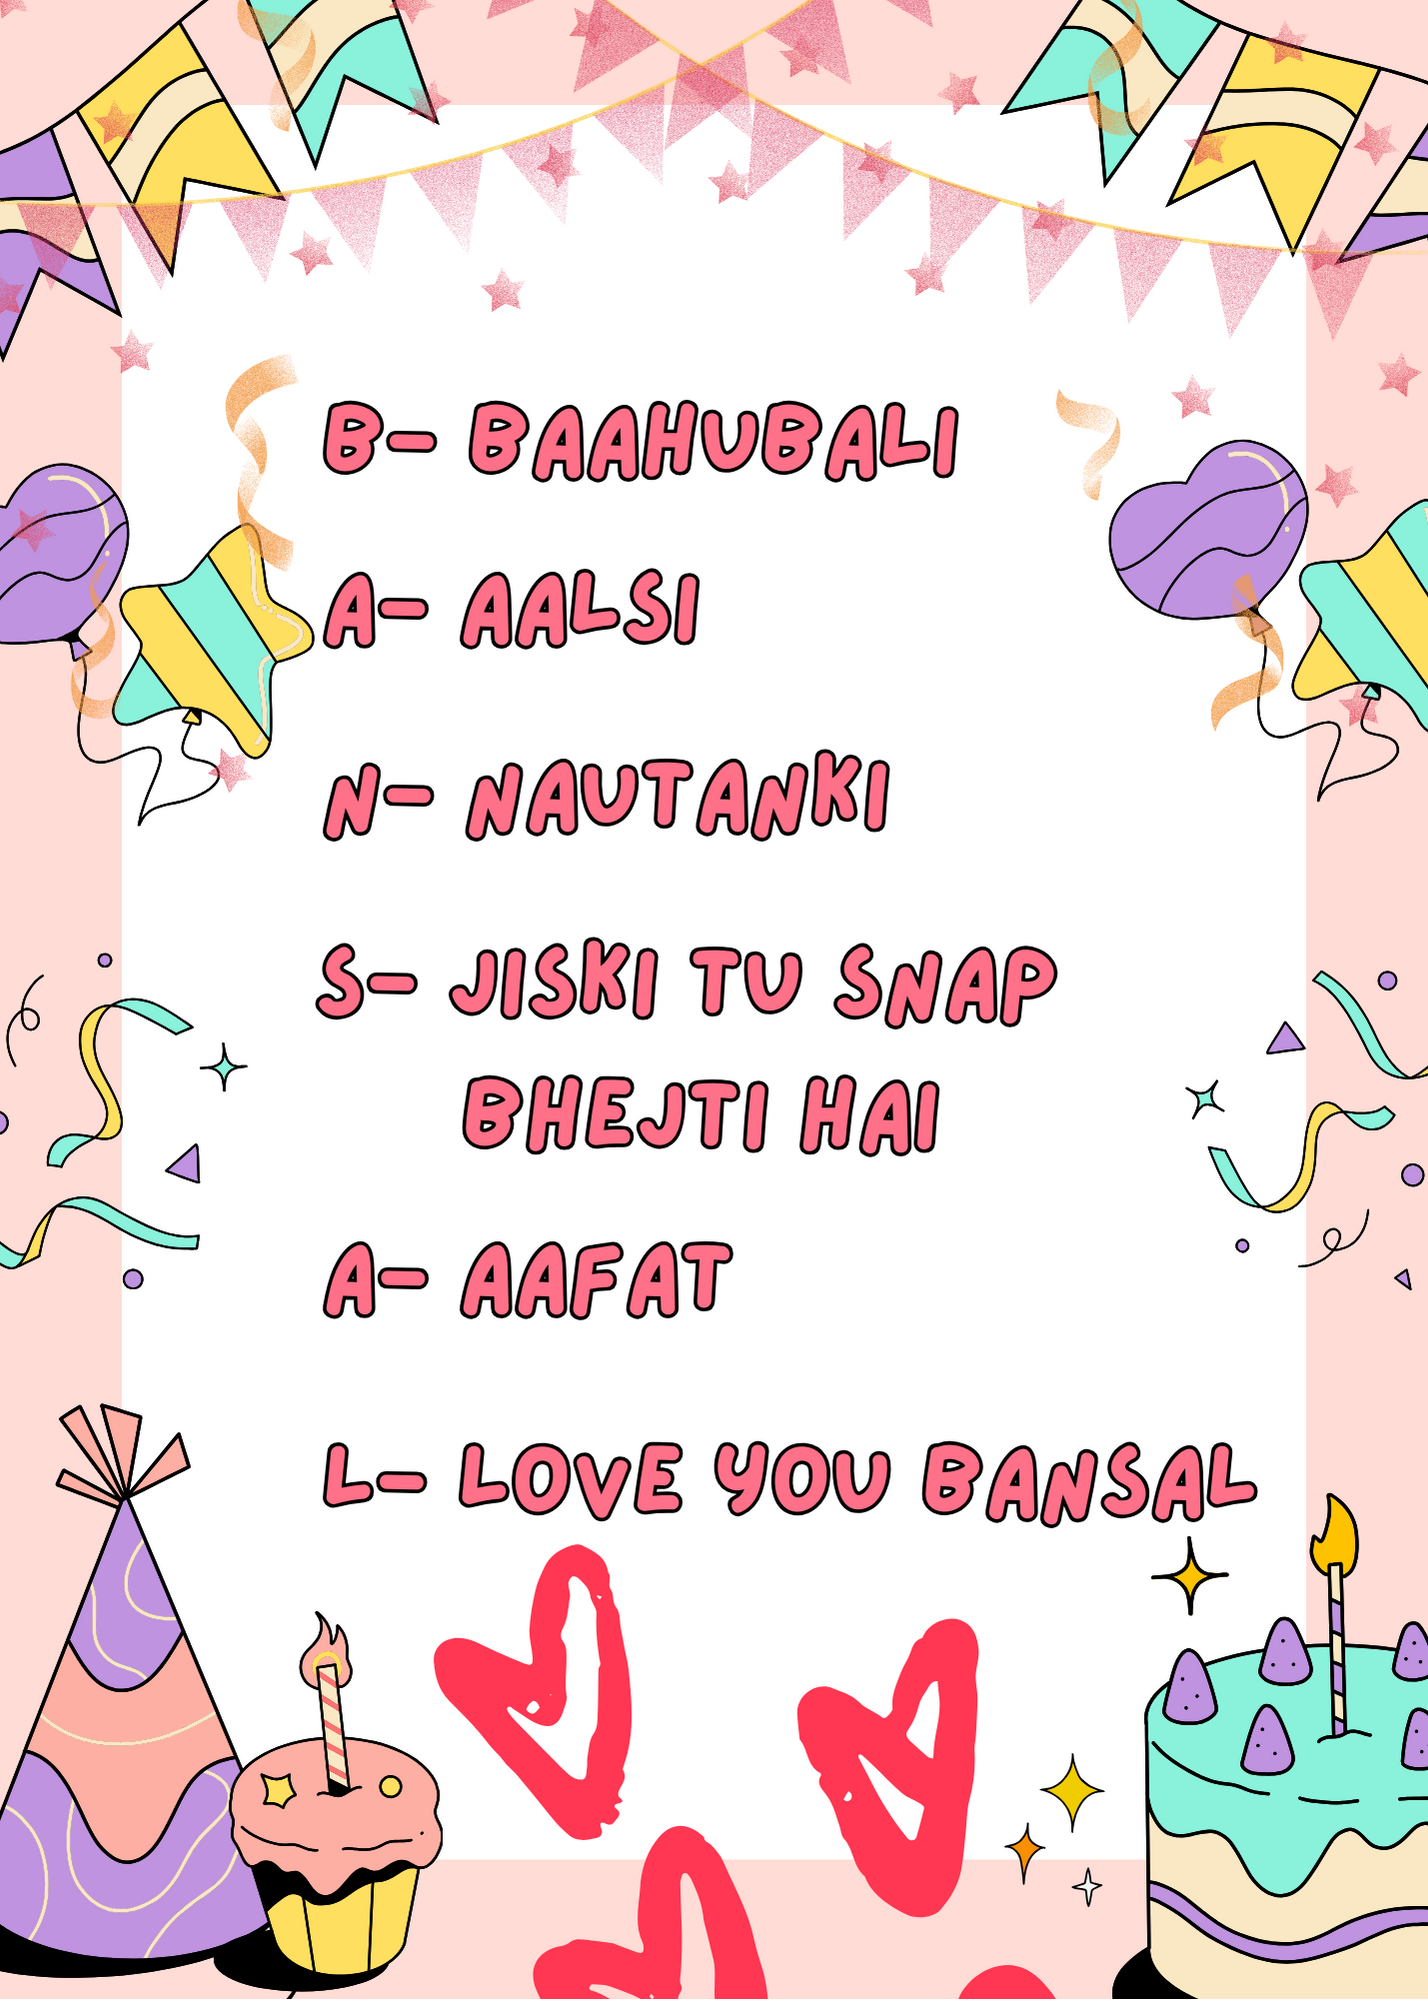 B- BAAHUBALI
A- AALSI
N- NAUTANKI
S- JISKI TU SNAP
BHEJTI HAI
A- AAFAT
L- LOVE YOU BANSAL